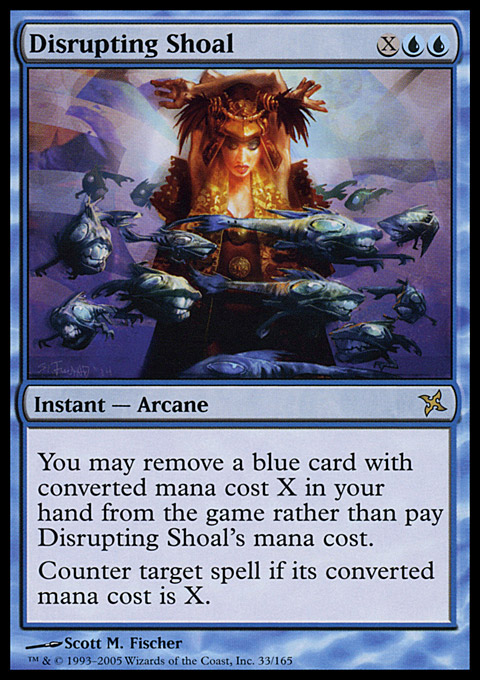 Disrupting Shoal X
Instant — Arcane
You may remove a blue card with
converted mana cost X in your
hand from the game rather than pay
Disrupting Shoal's mana cost.
Counter target spell if its converted
mana cost is X.
Scott M. Fischer
™ & © 1993–2005 Wizards of the Coast, Inc. 33/165